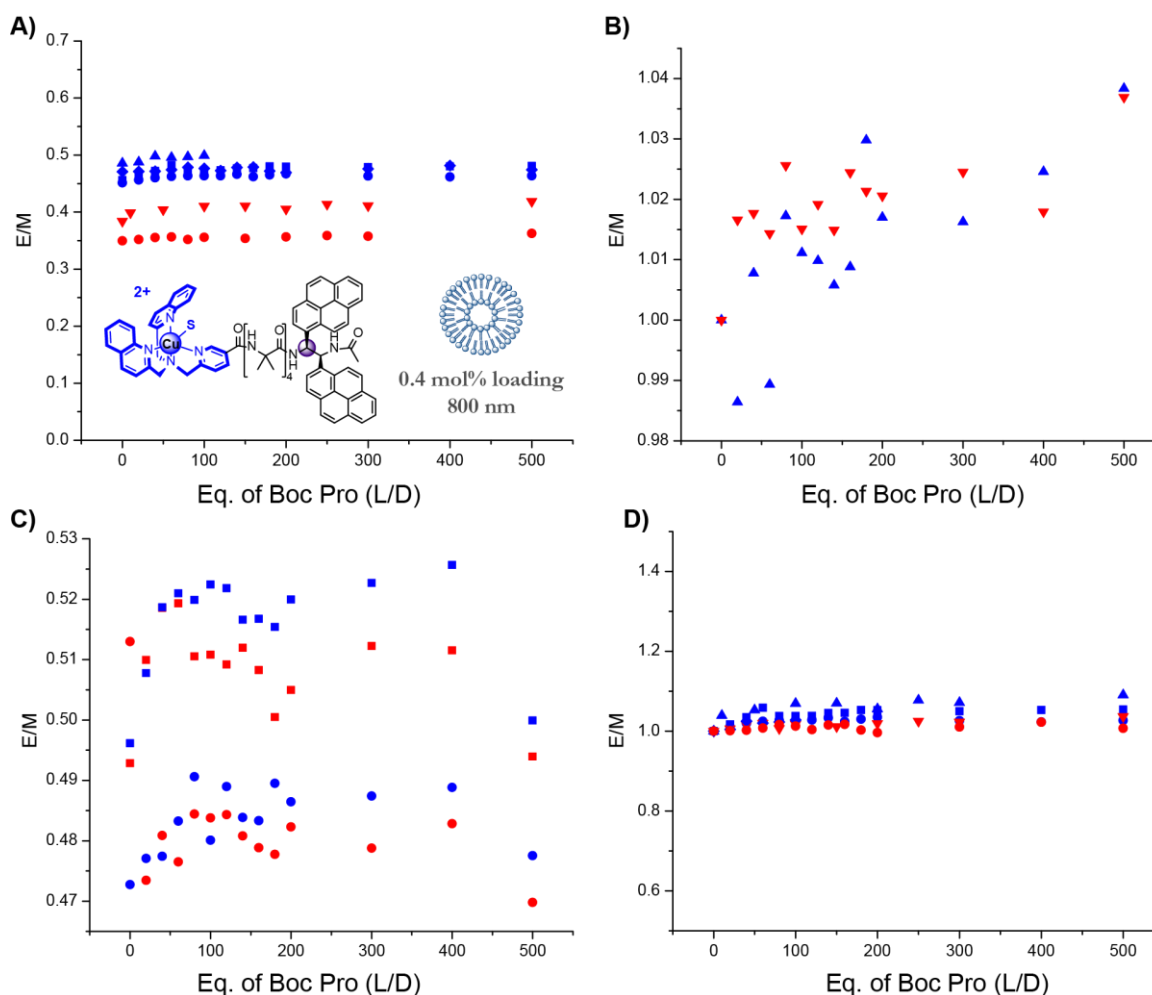 A)
0.7
0.6
0.5
0.4
0.3
0.2
0.1
0.0
E/M
0 100 200 300 400 500
Eq. of Boc Pro (L/D)
2+
N
S
Cu
N
N
N
O
H
N
O
N
H
4
H
N
O
0.4 mol% loading
800 nm
B)
1.04
1.03
1.02
1.01
1.00
0.99
0.98
E/M
0 100 200 300 400 500
Eq. of Boc Pro (L/D)
C)
0.53
0.52
0.51
0.50
0.49
0.48
0.47
E/M
0 100 200 300 400 500
Eq. of Boc Pro (L/D)
D)
1.4
1.2
1.0
0.8
0.6
E/M
0 100 200 300 400 500
Eq. of Boc Pro (L/D)